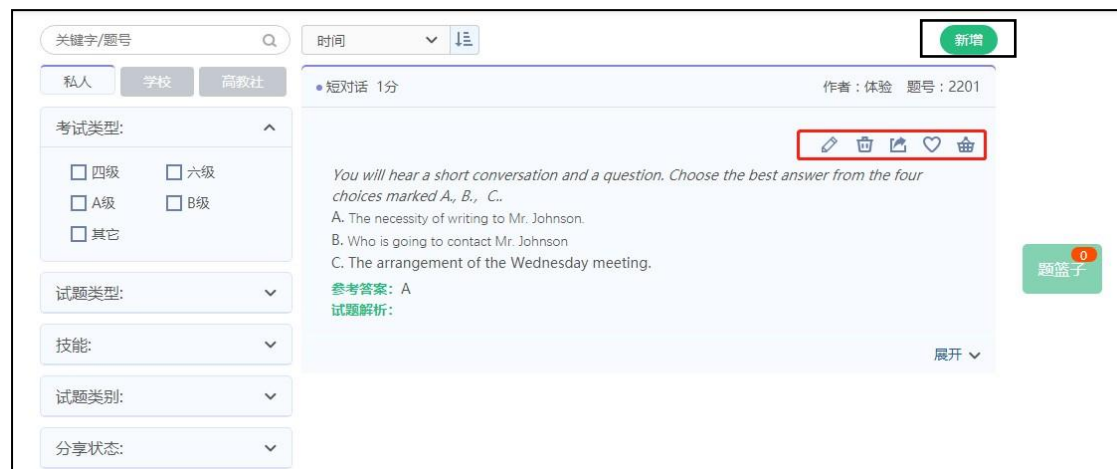 关键字/题号
时间
新增
私人
学校
高教社
•短对话 1分
作者：体验 题号：2201
考试类型:
四级
六级
A级
B级
其它
You will hear a short conversation and a question. Choose the best answer from the four
choices marked A., B., C..
A. The necessity of writing to Mr. Johnson.
B. Who is going to contact Mr. Johnson
C. The arrangement of the Wednesday meeting.
参考答案：A
试题解析：
展开
0
题篮子
试题类型:
技能:
试题类别:
分享状态: